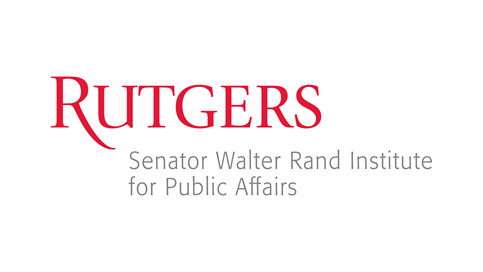 RUTGERS
Senator Walter Rand Institute
for Public Affairs